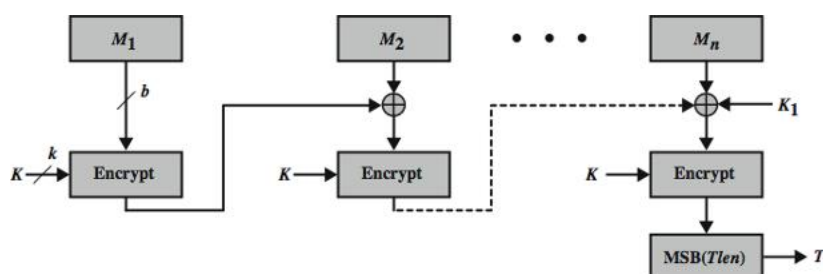 M1
M2
Mn
b
K1
k
K
Encrypt
K
Encrypt
K
Encrypt
MSB(Tlen)
T